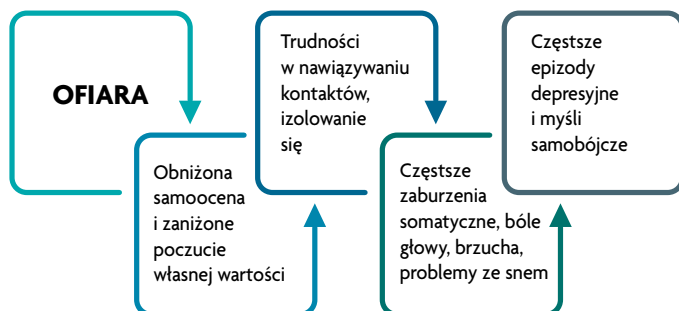 OFIARA
Obniżona
samoocena
i zaniżone
poczucie
własnej wartości
Trudności
w nawiązywaniu
kontaktów,
izolowanie
się
Częstsze
zaburzenia
somatyczne, bóle
głowy, brzucha,
problemy ze snem
Częstsze
epizody
depresyjne
i myśli
samobójcze